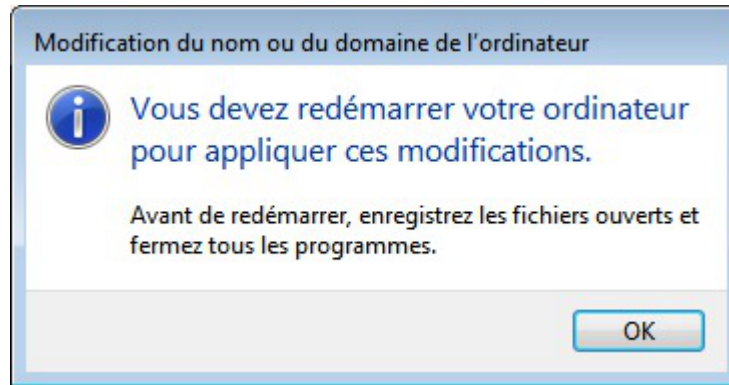 Modification du nom ou du domaine de l'ordinateur
Vous devez redémarrer votre ordinateur
pour appliquer ces modifications.
Avant de redémarrer, enregistrez les fichiers ouverts et
fermez tous les programmes.
OK